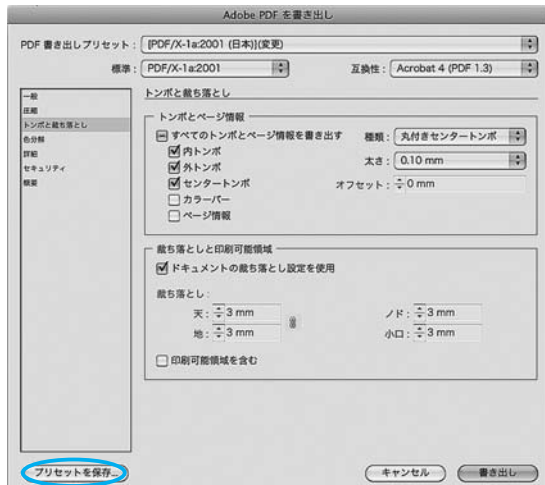 Adobe PDF を書き出し
PDF 書き出しプリセット： [PDF/X-1a:2001 (日本)](変更)
標準： PDF/X-1a:2001 互換性： Acrobat 4 (PDF 1.3)
一般
圧縮
トンボと裁ち落とし
色分解
詳細
セキュリティ
概要
トンボと裁ち落とし
トンボとページ情報
すべてのトンボとページ情報を書き出す 種類： 丸付きセンタートンボ
内トンボ 太さ： 0.10 mm
外トンボ
センタートンボ オフセット： 0 mm
カラーバー
ページ情報
裁ち落としと印刷可能領域
ドキュメントの裁ち落とし設定を使用
裁ち落とし：
天： 3 mm ノド： 3 mm
地： 3 mm 小口： 3 mm
印刷可能領域を含む
プリセットを保存... キャンセル 書き出し